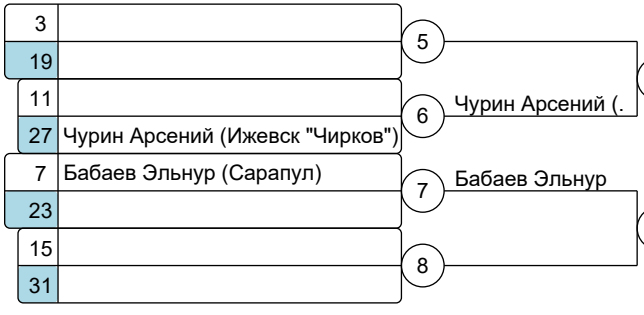 3
5
19
11
6 Чурин Арсений (.
27 Чурин Арсений (Ижевск "Чирков")
7 Бабаев Эльнур (Сарапул)
7 Бабаев Эльнур
23
15
8
31